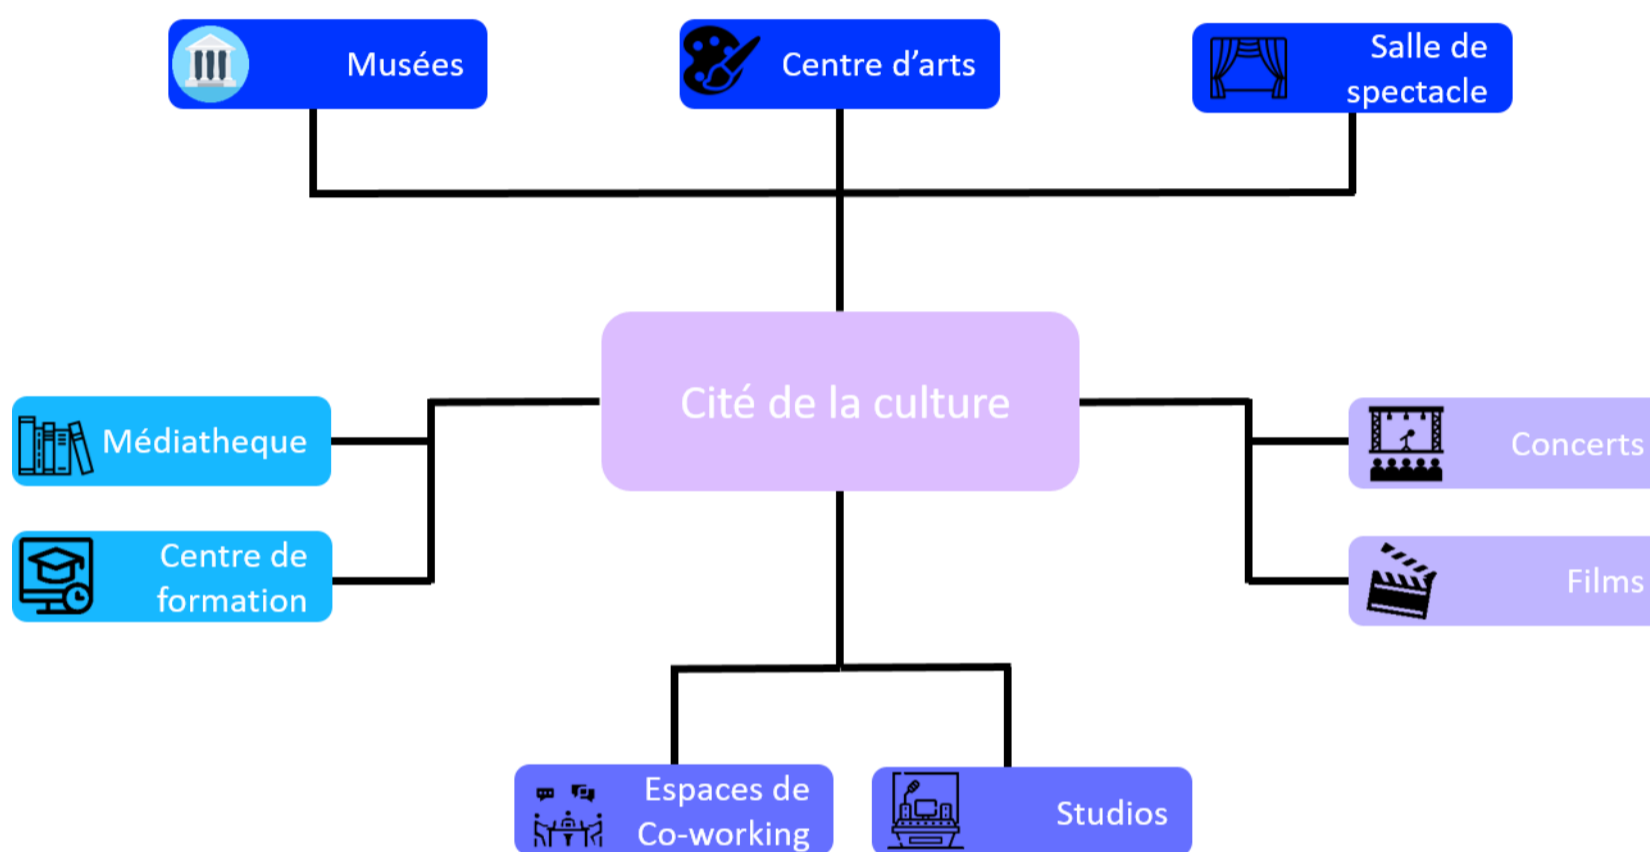 Musées
Centre d’arts
Salle de
spectacle
Cité de la culture
Médiatheque
Centre de
formation
Concerts
Films
Espaces de
Co-working
Studios